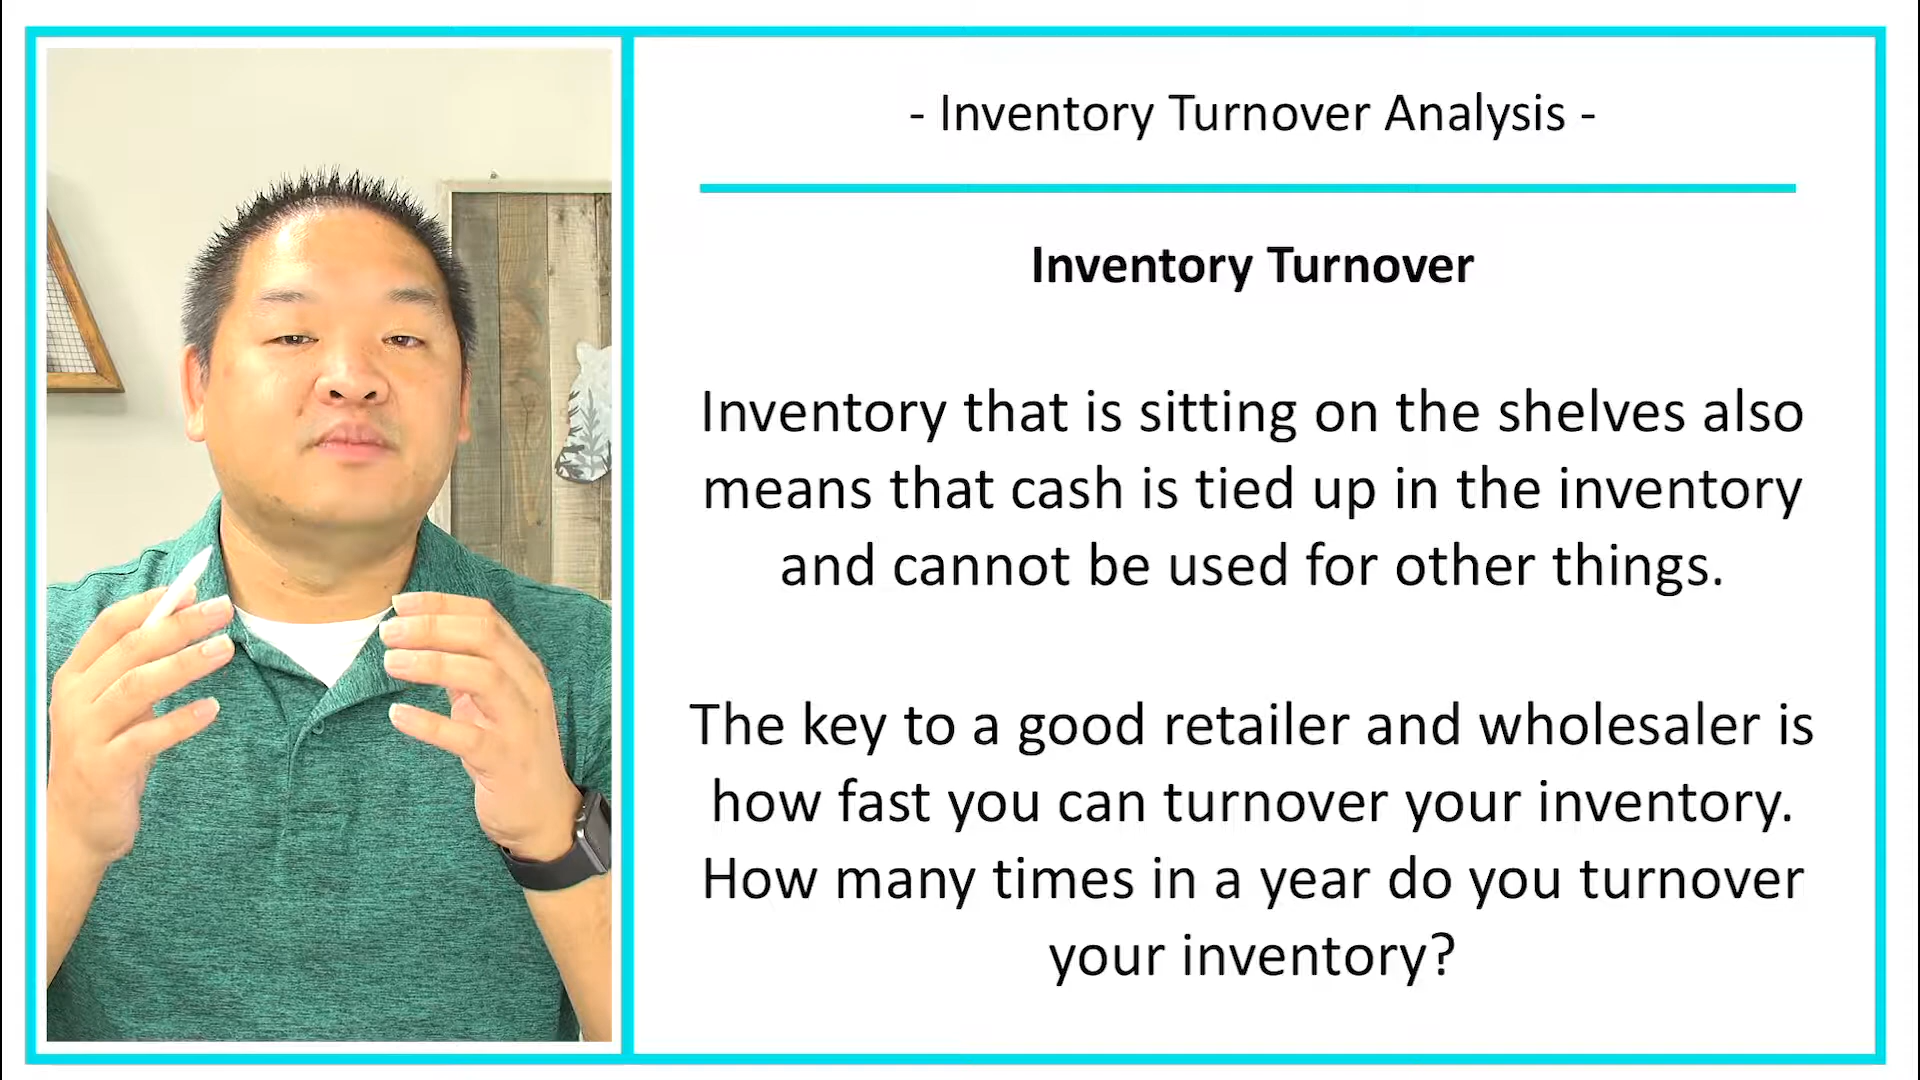 - Inventory Turnover Analysis -
Inventory Turnover
Inventory that is sitting on the shelves also
means that cash is tied up in the inventory
and cannot be used for other things.
The key to a good retailer and wholesaler is
how fast you can turnover your inventory.
How many times in a year do you turnover
your inventory?